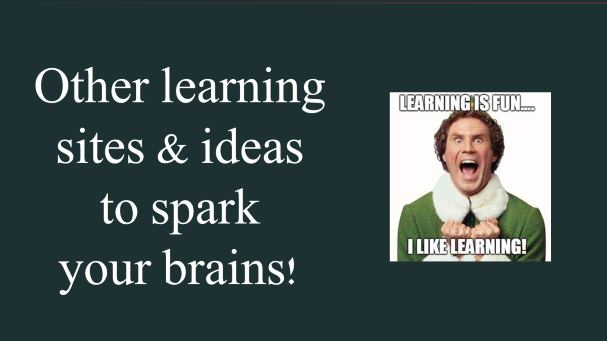 Other learning
sites & ideas
to spark
your brains!
LEARNING IS FUN....
I LIKE LEARNING!